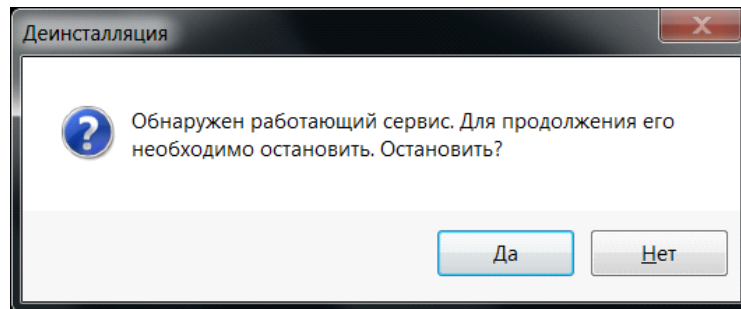 Деинсталляция
Обнаружен работающий сервис. Для продолжения его
необходимо остановить. Остановить?
Да
Нет